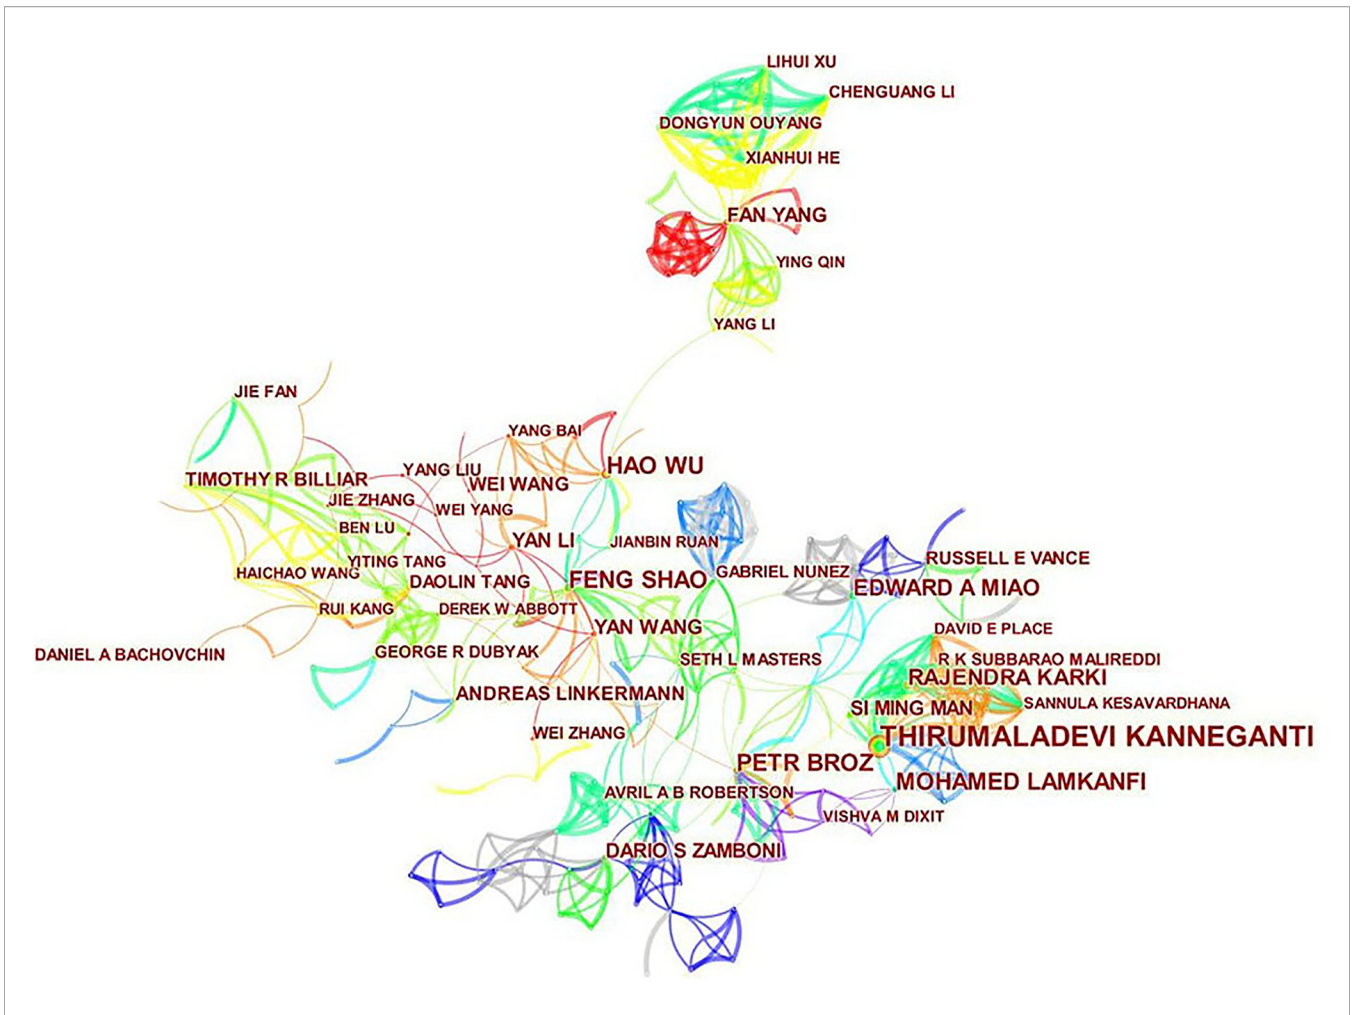 LIHUI XU
CHENGUANG LI
DONGYUN OUYANG
XIANHUI HE
FAN YANG
YING QIN
YANG LI
JIE FAN
YANG BAI
HAO WU
YANG LIU
TIMOTHY R BILLIAR
WEI WANG
JIE ZHANG
WEI YANG
BEN LU
YAN LI
JIANBIN RUAN
RUSSELL E VANCE
YITING TANG
HAICHAO WANG
GABRIEL NUNEZ
DAOLIN TANG
FENG SHAO
EDWARD A MIAO
RUI KANG
DEREK W ABBOTT
YAN WANG
DAVID E PLACE
DANIEL A BACHOVCHIN
GEORGE R DUBYAK
SETH L MASTERS
R K SUBBARAO MALIREDDI
RAJENDRA KARKI
ANDREAS LINKERMANN
SI MING MAN
SANNULA KESAVARDHANA
WEI ZHANG
THIRUMALADEVI KANNEGANTI
PETR BROZ
MOHAMED LAMKANFI
AVRIL A B ROBERTSON
VISHVA M DIXIT
DARIO S ZAMBONI